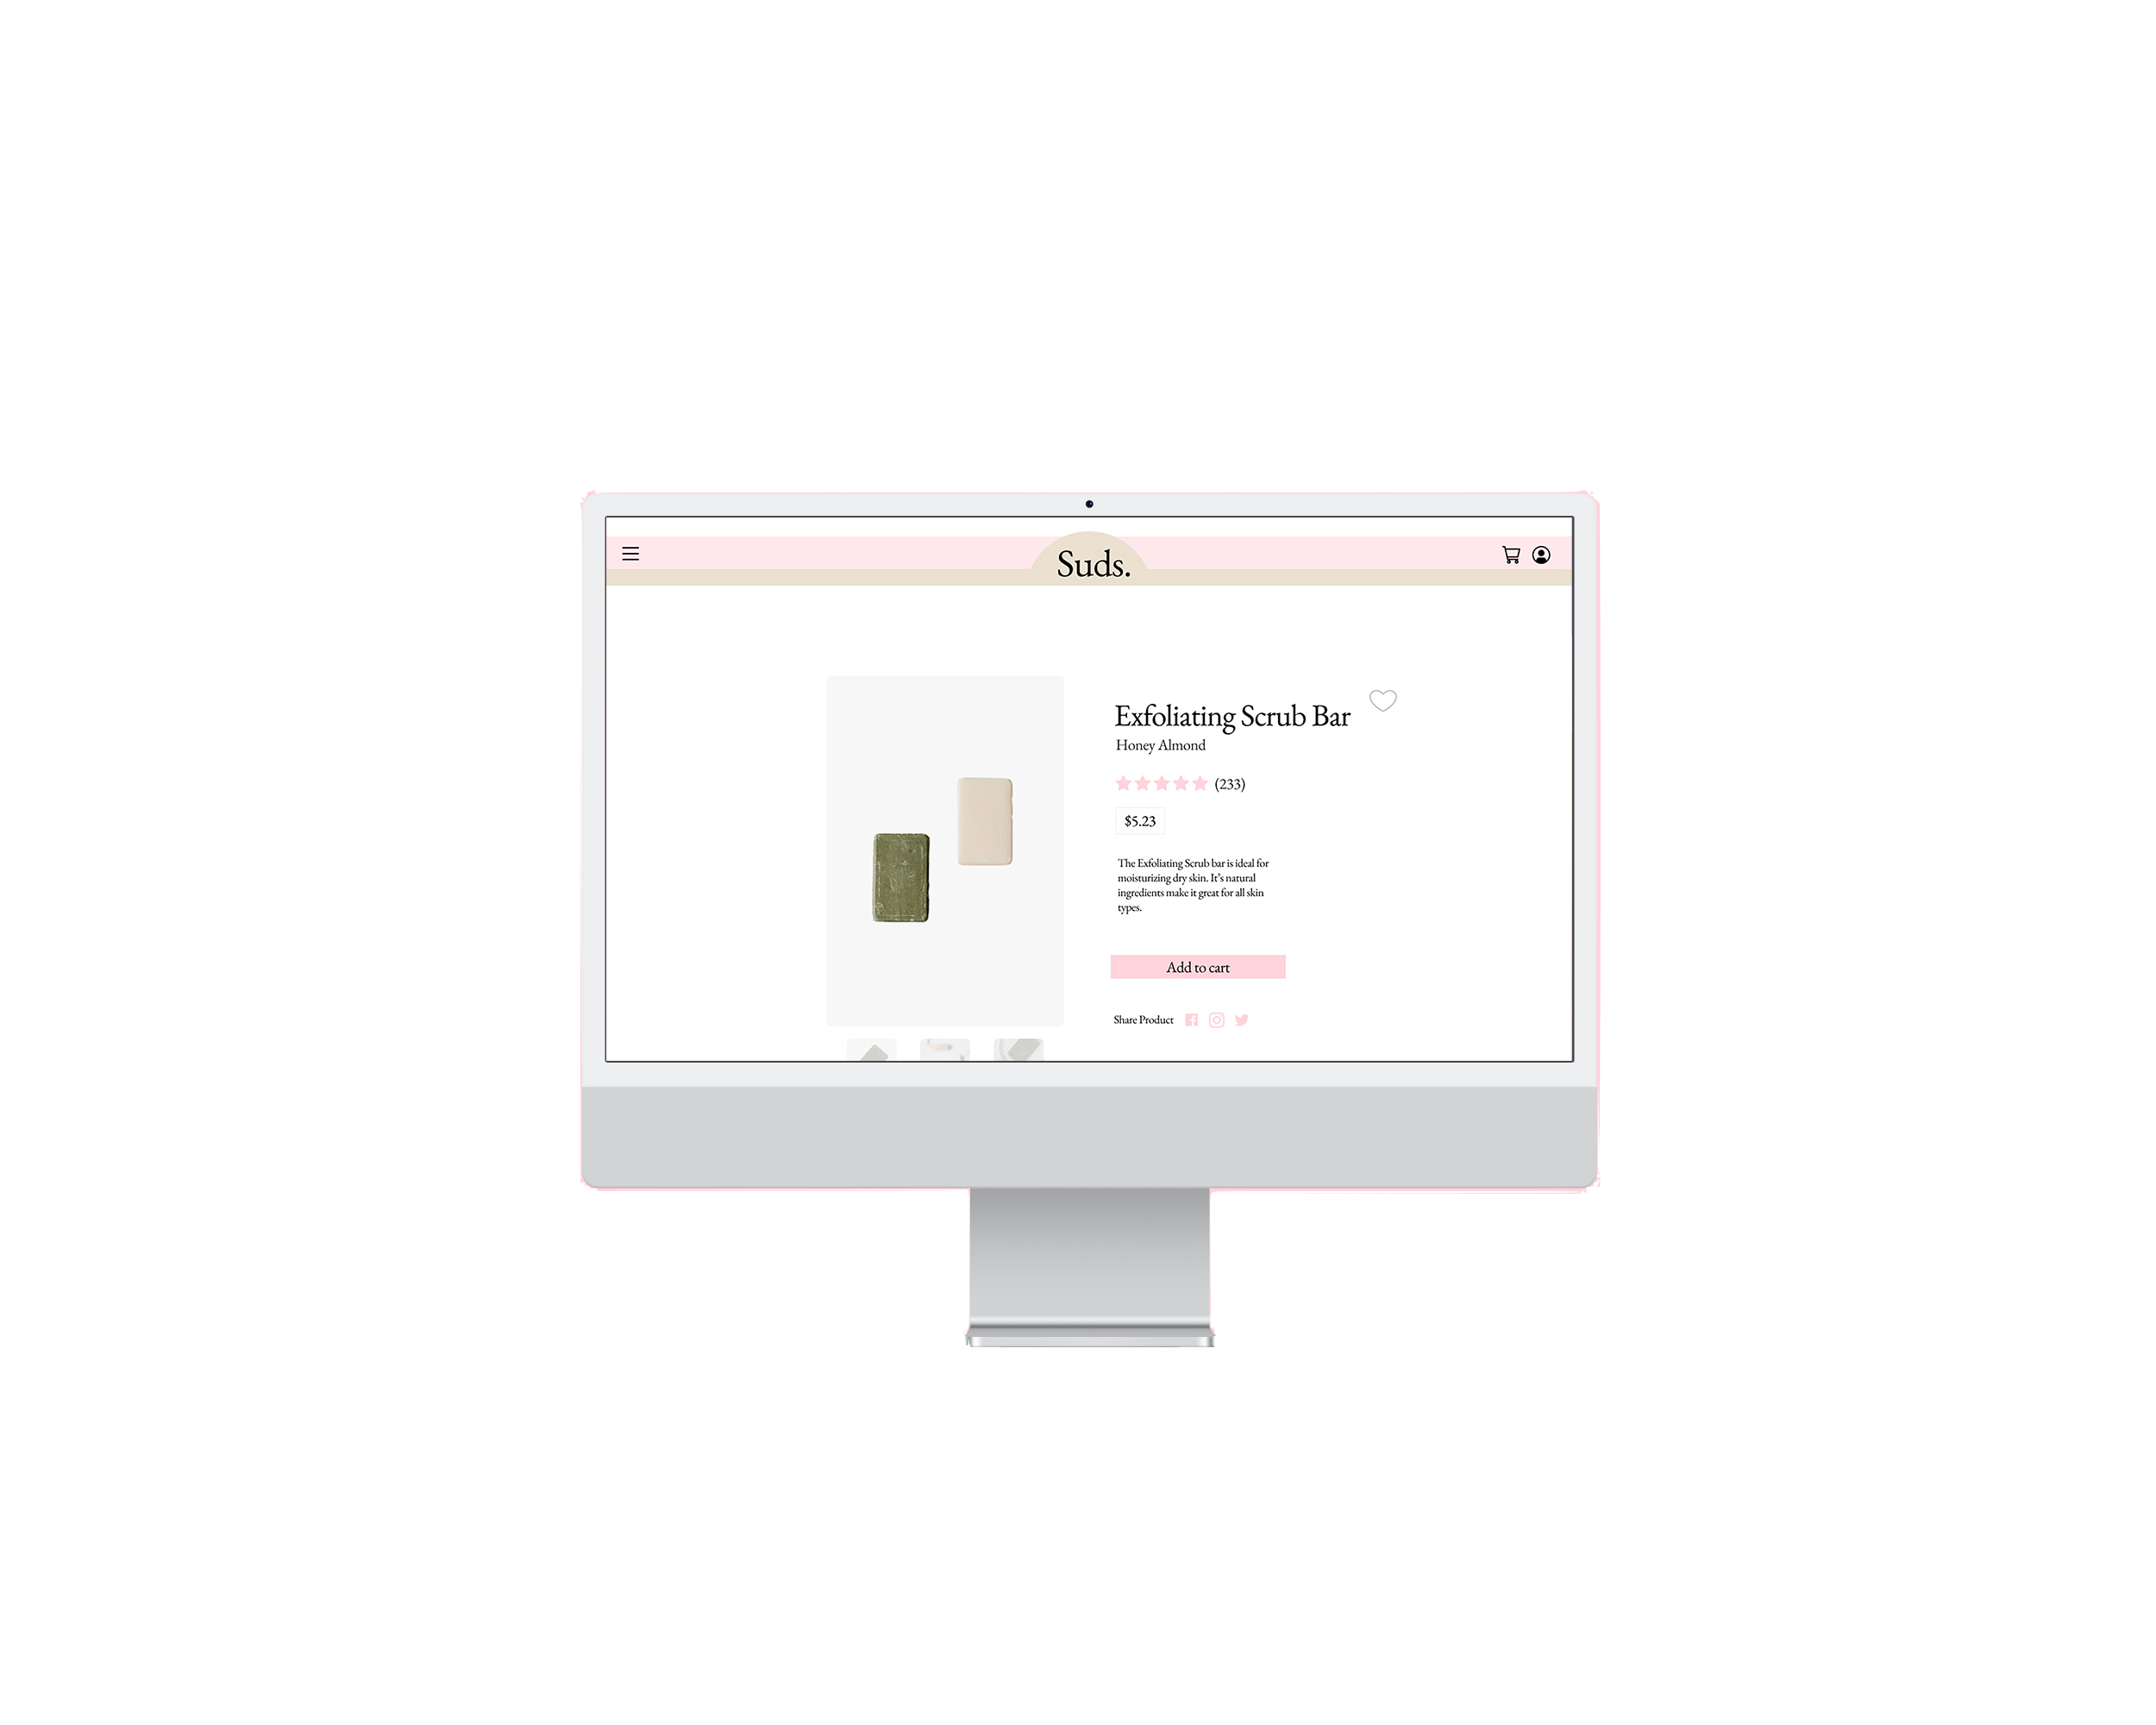 Suds.
Exfoliating Scrub Bar
Honey Almond
(233)
$5.23
The Exfoliating Scrub bar is ideal for
moisturizing dry skin. It’s natural
ingredients make it great for all skin
types.
Add to cart
Share Product